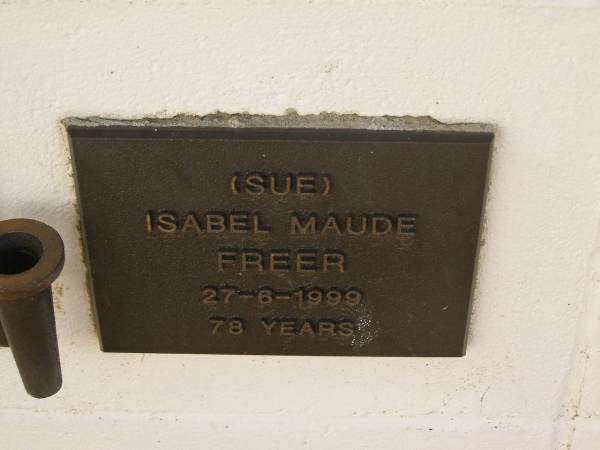 (SUE)
ISABEL MAUDE
FREER
27-6-1999
78 YEARS